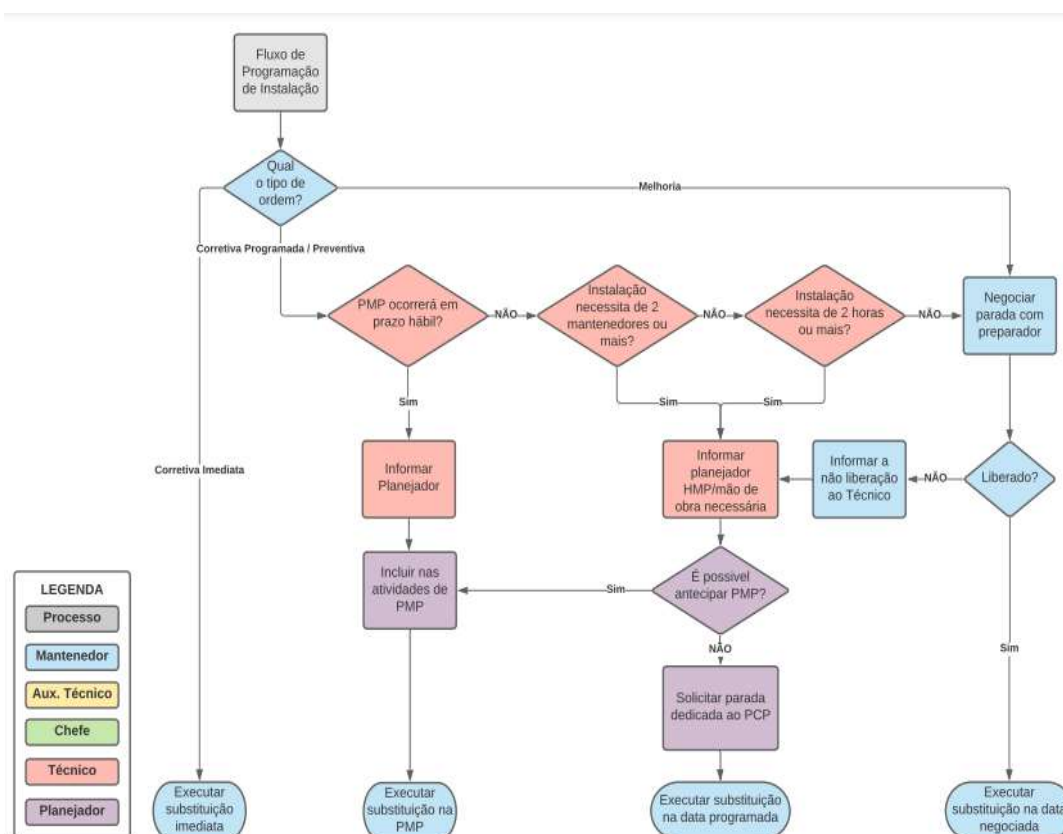 Fluxo de
Programação
de Instalação
Qual
o tipo de
ordem?
Melhoria
Corretiva Programada / Preventiva
PMP ocorrerá em
prazo hábil?
NÃO
Instalação
necessita de 2
mantenedores ou
mais?
NÃO
Instalação
necessita de 2 horas
ou mais?
NÃO
Negociar
parada com
preparador
Sim
Sim
Sim
Corretiva Imediata
Informar
Planejador
Informar
planejador
HMP/mão de
obra necessária
Informar a
não liberação
ao Técnico
NÃO
Liberado?
Incluir nas
atividades de
PMP
Sim
É possivel
antecipar PMP?
NÃO
Sim
Solicitar parada
dedicada ao PCP
LEGENDA
Processo
Mantenedor
Aux. Técnico
Chefe
Técnico
Planejador
Executar
substituição
imediata
Executar
substituição na
PMP
Executar substituição
na data programada
Executar
substituição na data
negociada